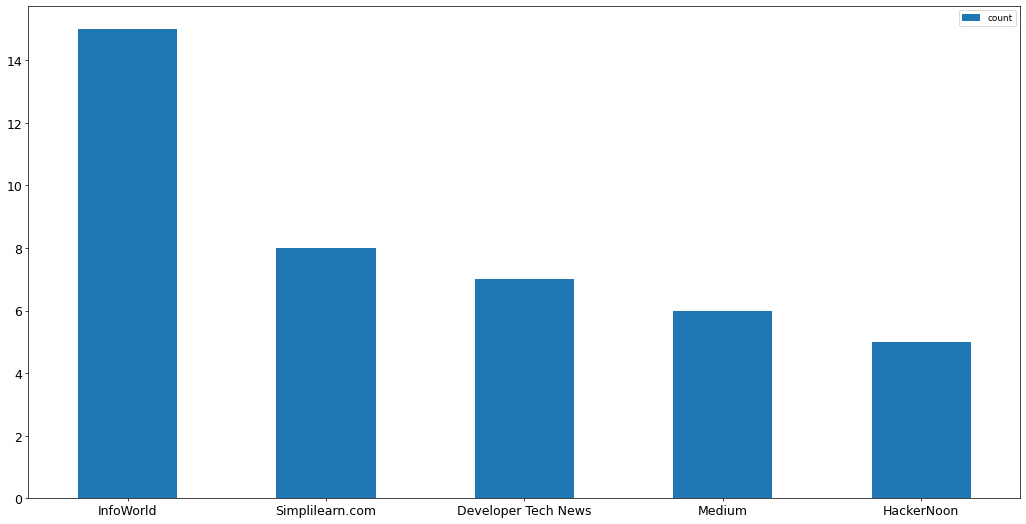 count
14
12
10
8
6
4
2
0
InfoWorld
Simplilearn.com
Developer Tech News
Medium
HackerNoon